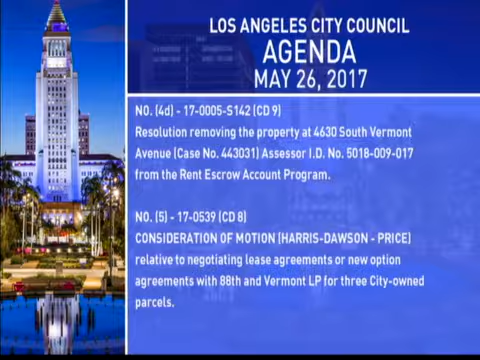 LOS ANGELES CITY COUNCIL
AGENDA
MAY 26, 2017
NO. (4d) - 17-0005-S142 (CD 9)
Resolution removing the property at 4630 South Vermont
Avenue (Case No. 443031) Assessor I.D. No. 5018-009-017
from the Rent Escrow Account Program.
NO. (5) - 17-0539 (CD 8)
CONSIDERATION OF MOTION (HARRIS-DAWSON - PRICE)
relative to negotiating lease agreements or new option
agreements with 88th and Vermont LP for three City-owned
parcels.